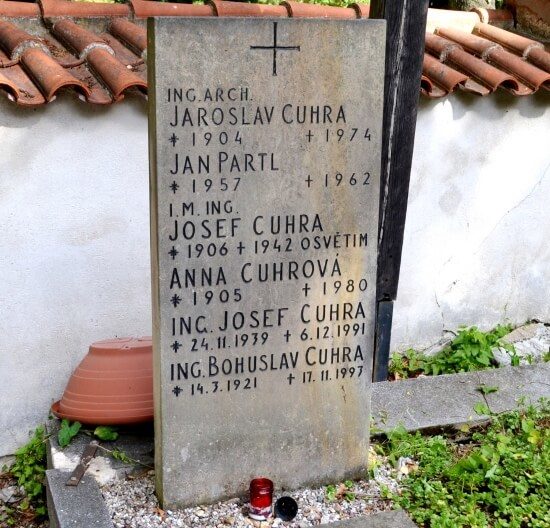 ING. ARCH.
JAROSLAV CUHRA
* 1904 † 1974
JAN PARTL
* 1957 † 1962
I.M. ING.
JOSEF CUHRA
* 1906 † 1942 OSVĚTIM
ANNA CUHROVÁ
* 1905 † 1980
ING. JOSEF CUHRA
* 24.11.1939 † 6.12.1991
ING. BOHUSLAV CUHRA
* 14.3.1921 † 17.11.1997